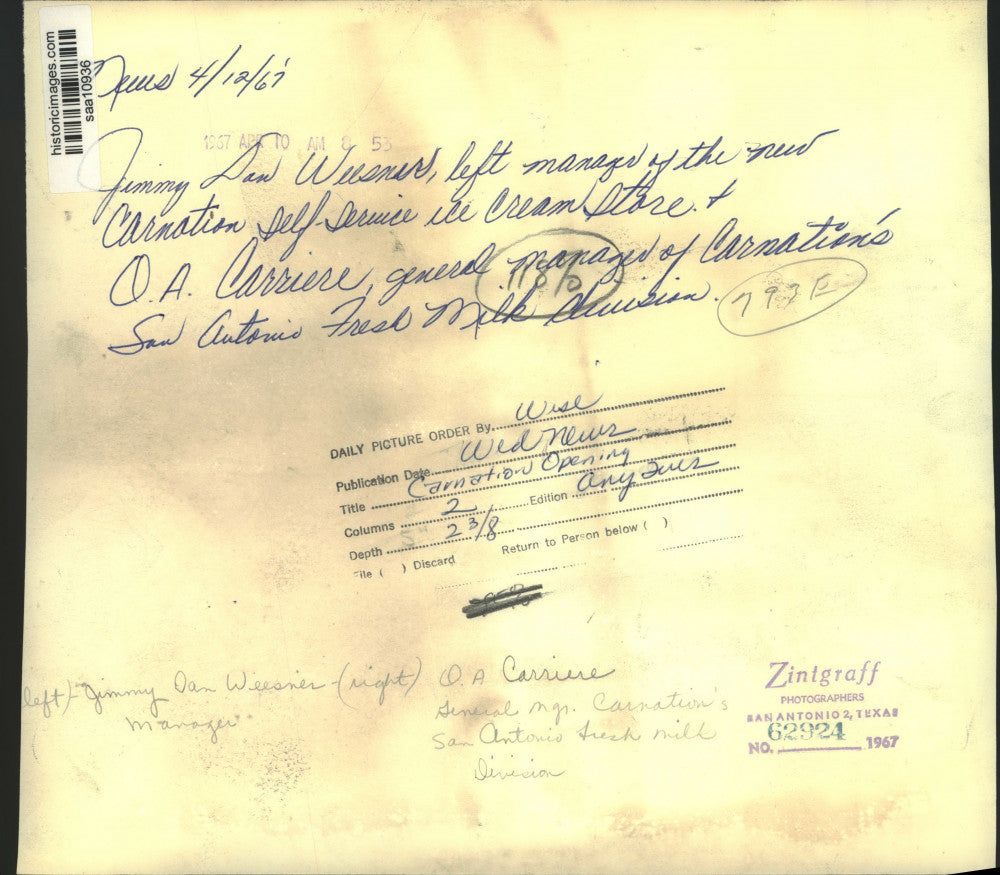 historicimages.com
saa10936
News 4/12/67
1967 APR 10 AM 8 53
Jimmy Dan Weesner, left manager of the new
Carnation self-service ice cream store. +
O.A. Carriere, general manager of Carnation's
San Antonio Fresh Milk Division.
793 E
DAILY PICTURE ORDER By Wise
Publication Date Wed News
Title Carnation Opening
Columns 2 Edition any
Depth 2 3/8
File ( ) Discard Return to Person below ( )
(left) - Jimmy Dan Weesner - (right) O.A Carriere
Manager General Mgr. Carnation's
San Antonio Fresh Milk
Division
Zintgraff
PHOTOGRAPHERS
SAN ANTONIO 2, TEXAS
NO. 62924 1967